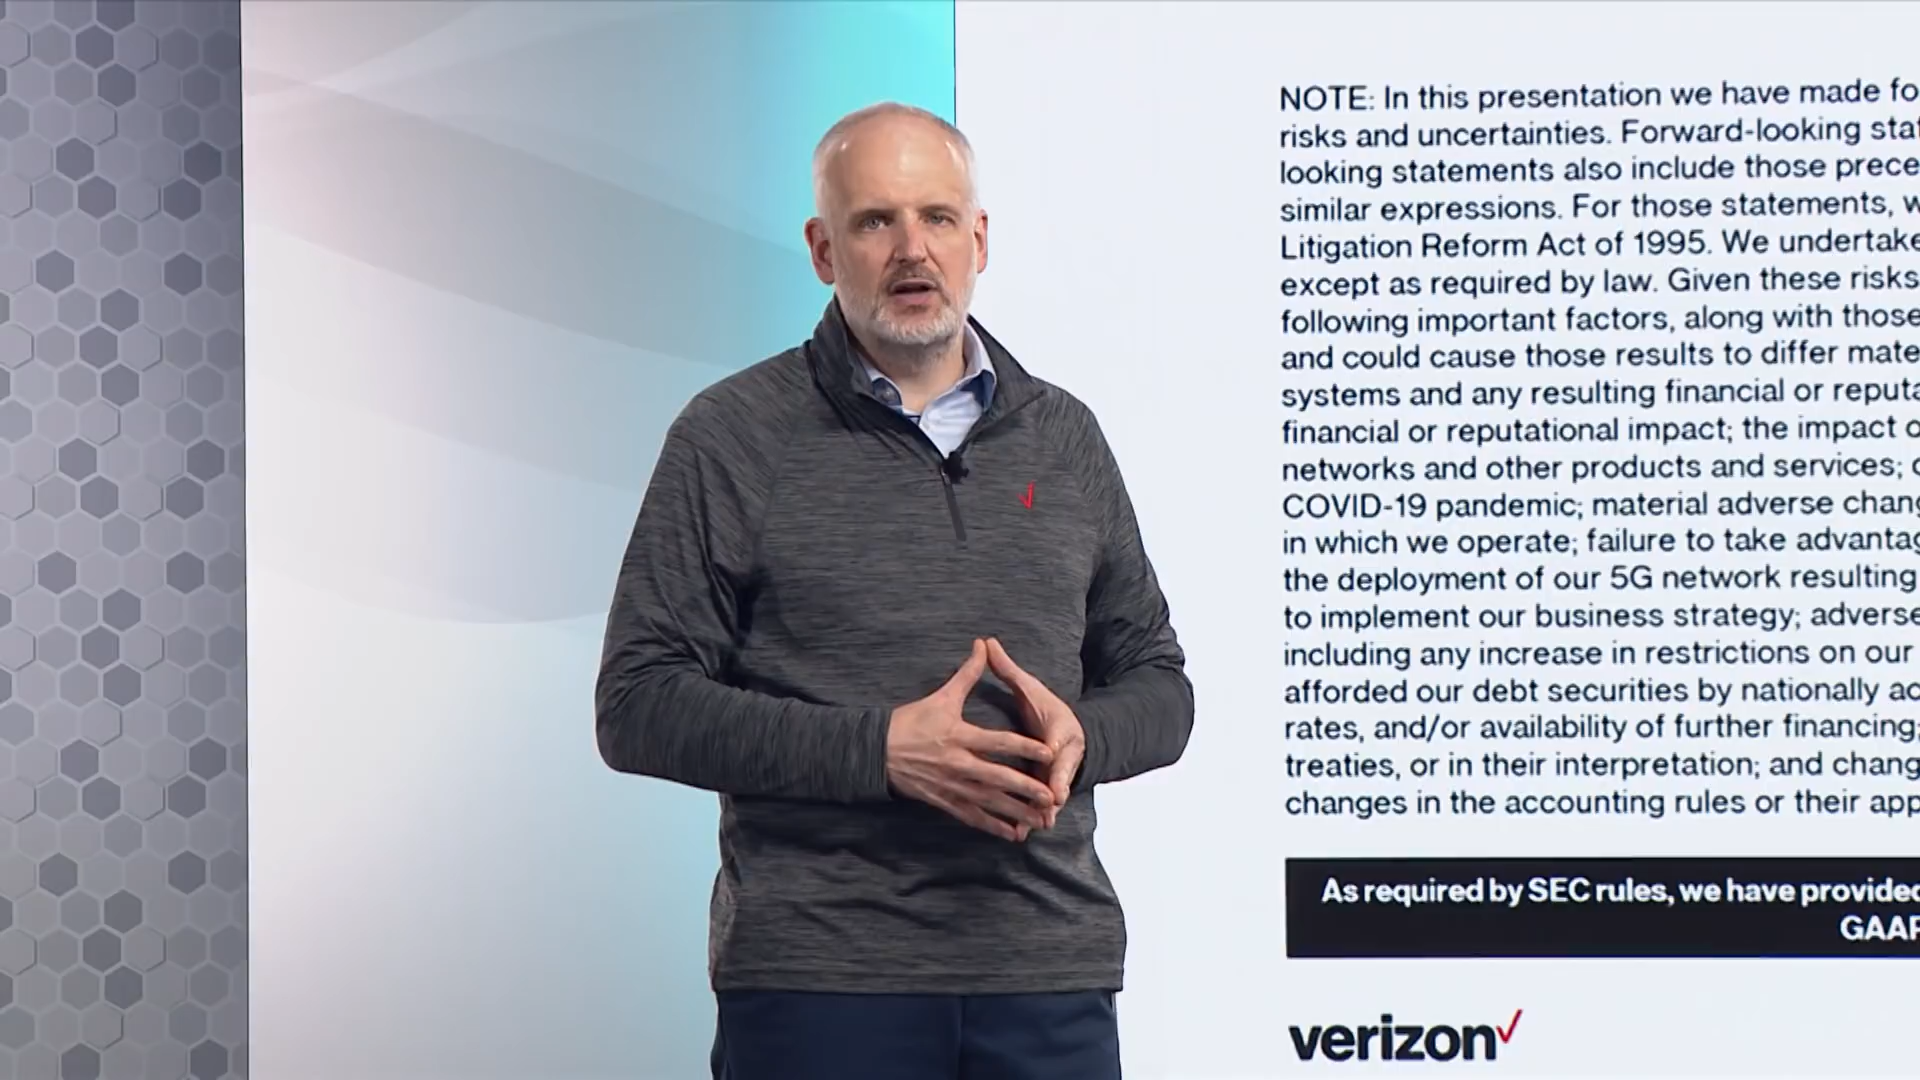 NOTE: In this presentation we have made fo
risks and uncertainties. Forward-looking stat
looking statements also include those prece
similar expressions. For those statements, w
Litigation Reform Act of 1995. We undertake
except as required by law. Given these risks
following important factors, along with those
and could cause those results to differ mate
systems and any resulting financial or reputa
financial or reputational impact; the impact o
networks and other products and services; c
COVID-19 pandemic; material adverse chang
in which we operate; failure to take advantag
the deployment of our 5G network resulting
to implement our business strategy; adverse
including any increase in restrictions on our
afforded our debt securities by nationally ac
rates, and/or availability of further financing;
treaties, or in their interpretation; and chang
changes in the accounting rules or their app
As required by SEC rules, we have provided
GAAP
verizon